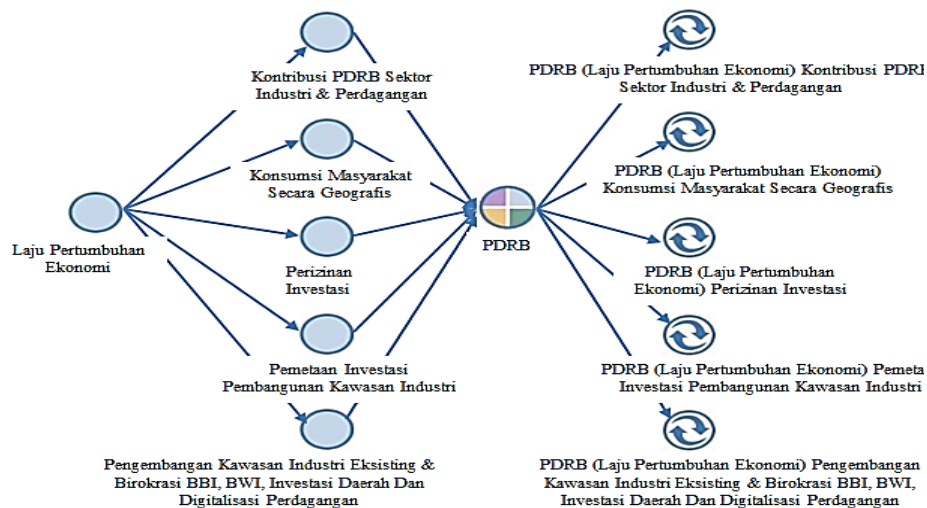 Kontribusi PDRB Sektor
Industri & Perdagangan
PDRB (Laju Pertumbuhan Ekonomi) Kontribusi PDRB
Sektor Industri & Perdagangan
Konsumsi Masyarakat
Secara Geografis
PDRB (Laju Pertumbuhan Ekonomi)
Konsumsi Masyarakat Secara Geografis
Laju Pertumbuhan
Ekonomi
PDRB
Perizinan
Investasi
PDRB (Laju Pertumbuhan
Ekonomi) Perizinan Investasi
Pemetaan Investasi
Pembangunan Kawasan Industri
PDRB (Laju Pertumbuhan Ekonomi) Pemeta
Investasi Pembangunan Kawasan Industri
Pengembangan Kawasan Industri Eksisting &
Birokrasi BBI, BWI, Investasi Daerah Dan
Digitalisasi Perdagangan
PDRB (Laju Pertumbuhan Ekonomi) Pengembangan
Kawasan Industri Eksisting & Birokrasi BBI, BWI,
Investasi Daerah Dan Digitalisasi Perdagangan